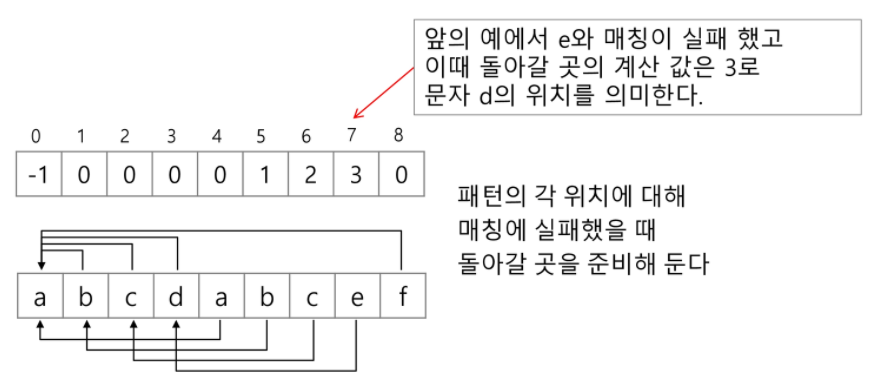 앞의 예에서 e와 매칭이 실패 했고
이때 돌아갈 곳의 계산 값은 3로
문자 d의 위치를 의미한다.
0 1 2 3 4 5 6 7 8
-1 0 0 0 0 1 2 3 0
패턴의 각 위치에 대해
매칭에 실패했을 때
돌아갈 곳을 준비해 둔다
a b c d a b c e f